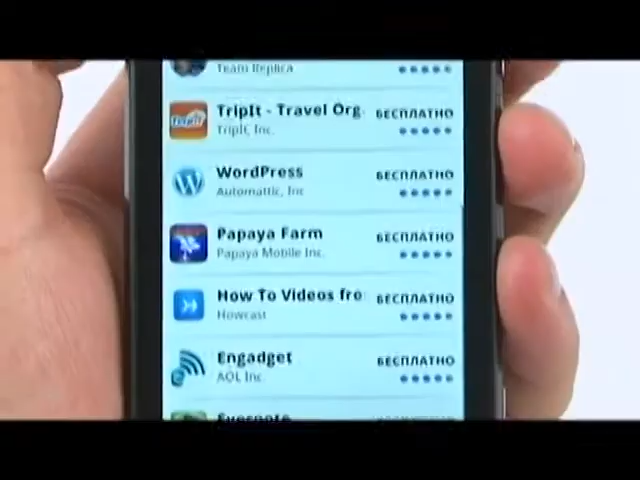 Team Replica
TripIt - Travel Org
БЕСПЛАТНО
TripIt, Inc.
WordPress
БЕСПЛАТНО
Automattic, Inc
Papaya Farm
БЕСПЛАТНО
Papaya Mobile Inc.
How To Videos fro
БЕСПЛАТНО
Howcast
Engadget
БЕСПЛАТНО
AOL Inc.
Evernote